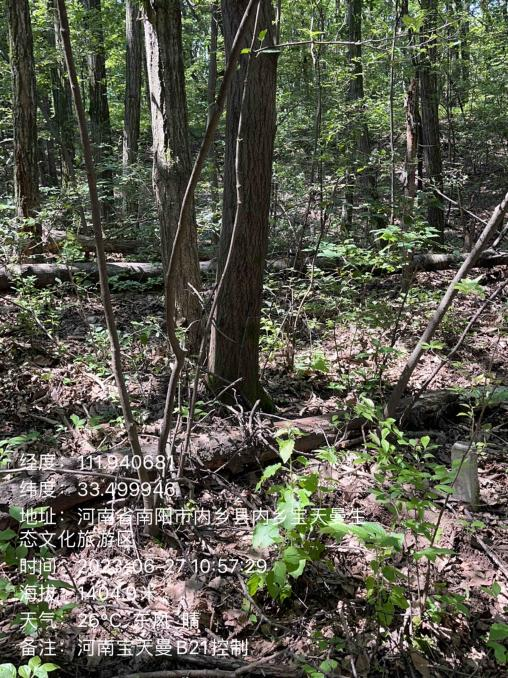 经度: 111.940681
纬度: 33.499946
地址: 河南省南阳市内乡县内乡宝天曼生
态文化旅游区
时间: 2023-06-27 10:57:29
海拔: 1404.9米
天气: 26°C 东风 晴
备注: 河南宝天曼B21控制